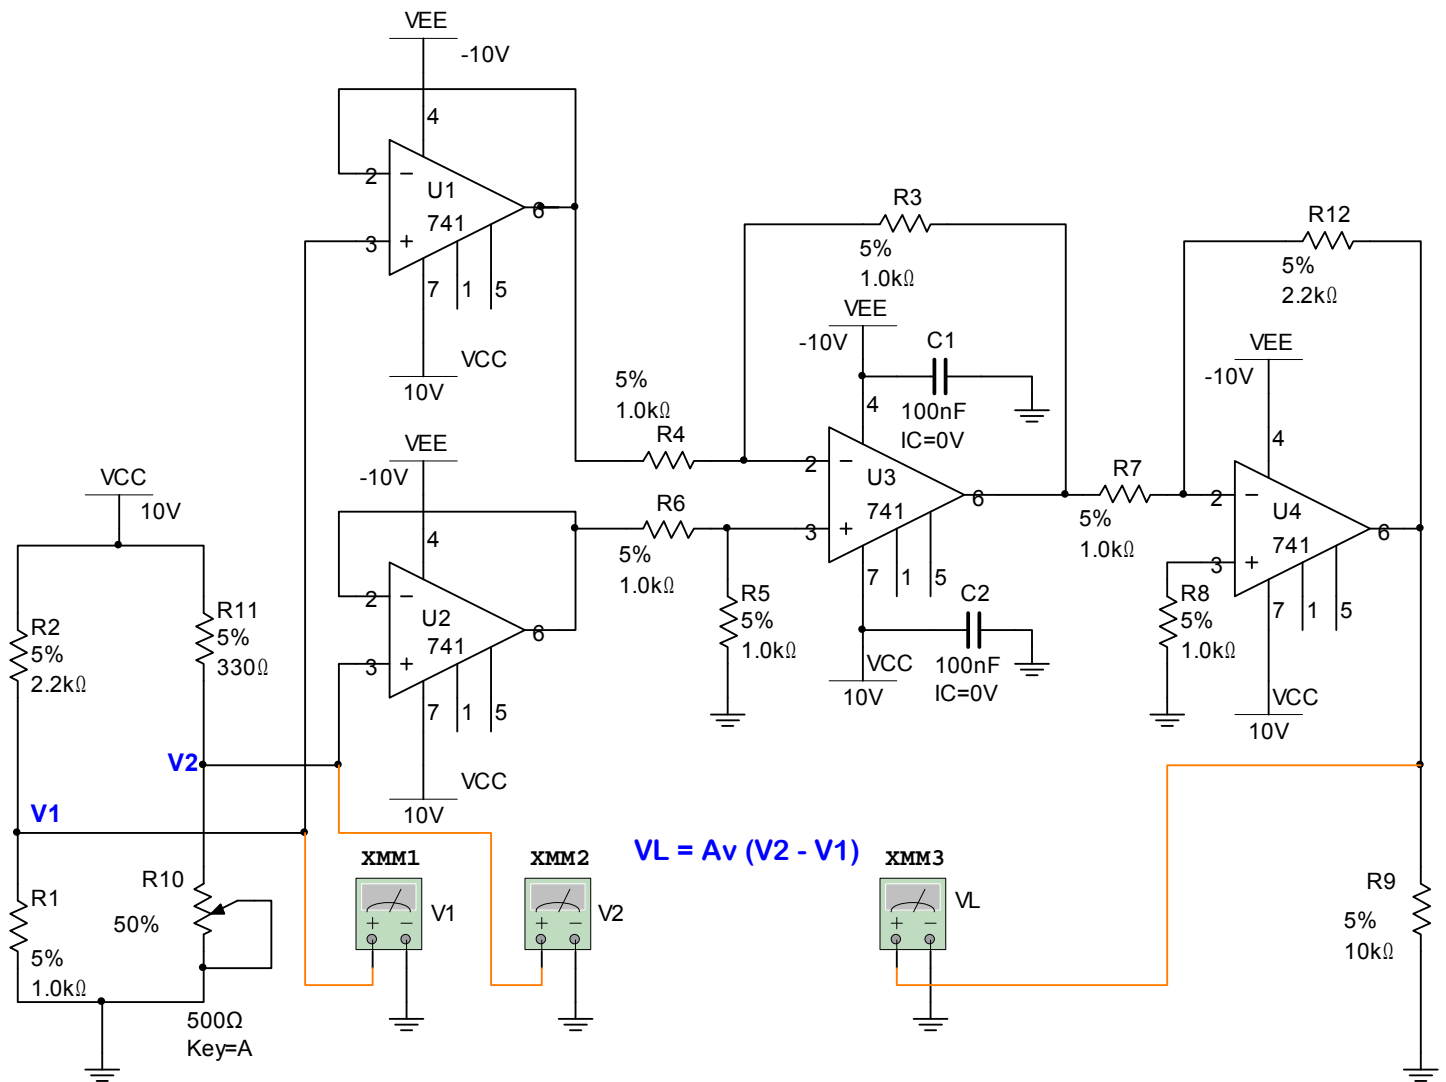 VEE
-10V
4
2
U1
741
6
3
7
1
5
VCC
10V
R3
5%
1.0kΩ
R12
5%
2.2kΩ
VEE
-10V
C1
100nF
IC=0V
4
2
U3
741
6
3
7
1
5
C2
100nF
IC=0V
VCC
10V
5%
1.0kΩ
R4
R6
5%
1.0kΩ
R5
5%
1.0kΩ
R7
5%
1.0kΩ
VEE
-10V
4
2
U4
741
6
3
7
1
5
R8
5%
1.0kΩ
VCC
10V
VEE
-10V
4
2
U2
741
6
3
7
1
5
VCC
10V
VCC
10V
R2
5%
2.2kΩ
R11
5%
330Ω
V2
V1
R1
5%
1.0kΩ
R10
50%
500Ω
Key=A
XMM1
+ −
V1
XMM2
+ −
V2
VL = Av (V2 - V1)
XMM3
+ −
VL
R9
5%
10kΩ